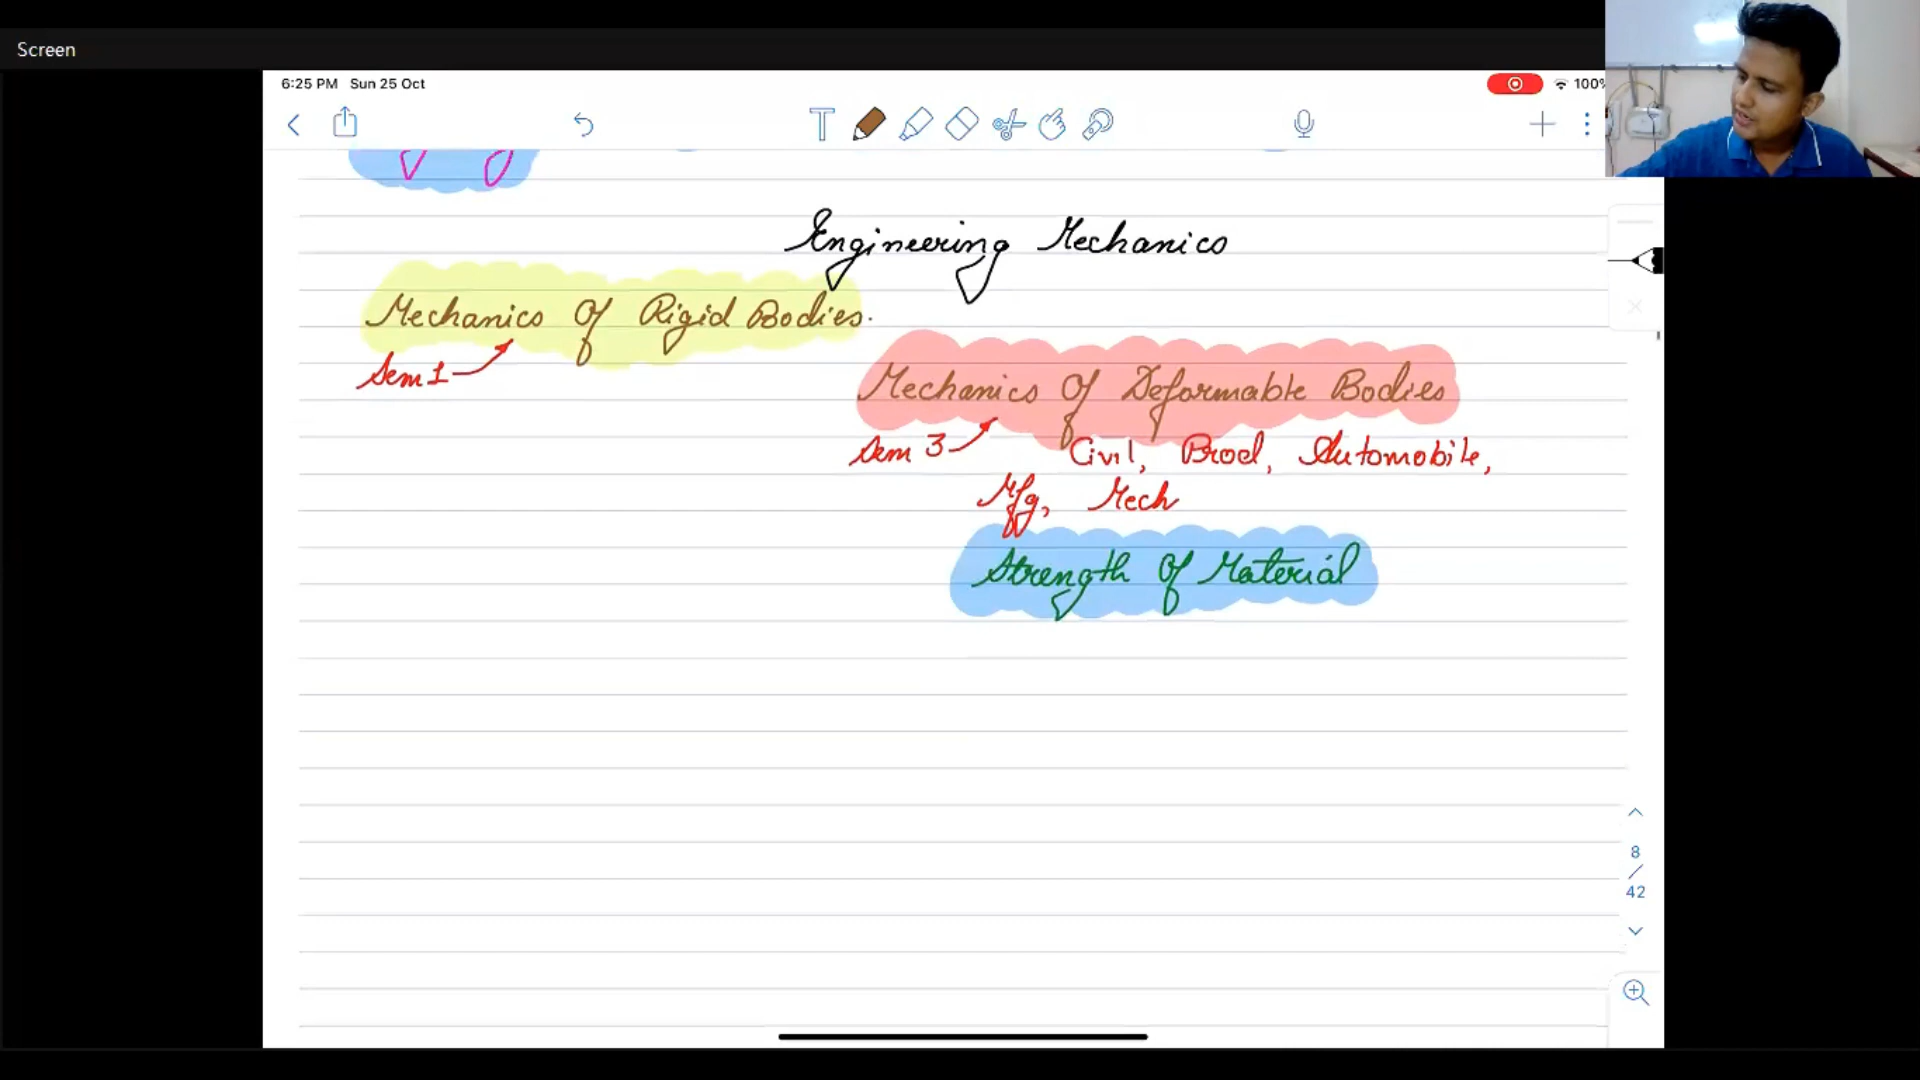 Screen
6:25 PM Sun 25 Oct
100%
Engineering Mechanics
Mechanics Of Rigid Bodies.
Sem 1
Mechanics Of Deformable Bodies
Sem 3 Civil, Prod, Automobile,
Mfg, Mech
Strength Of Material
8
/
42